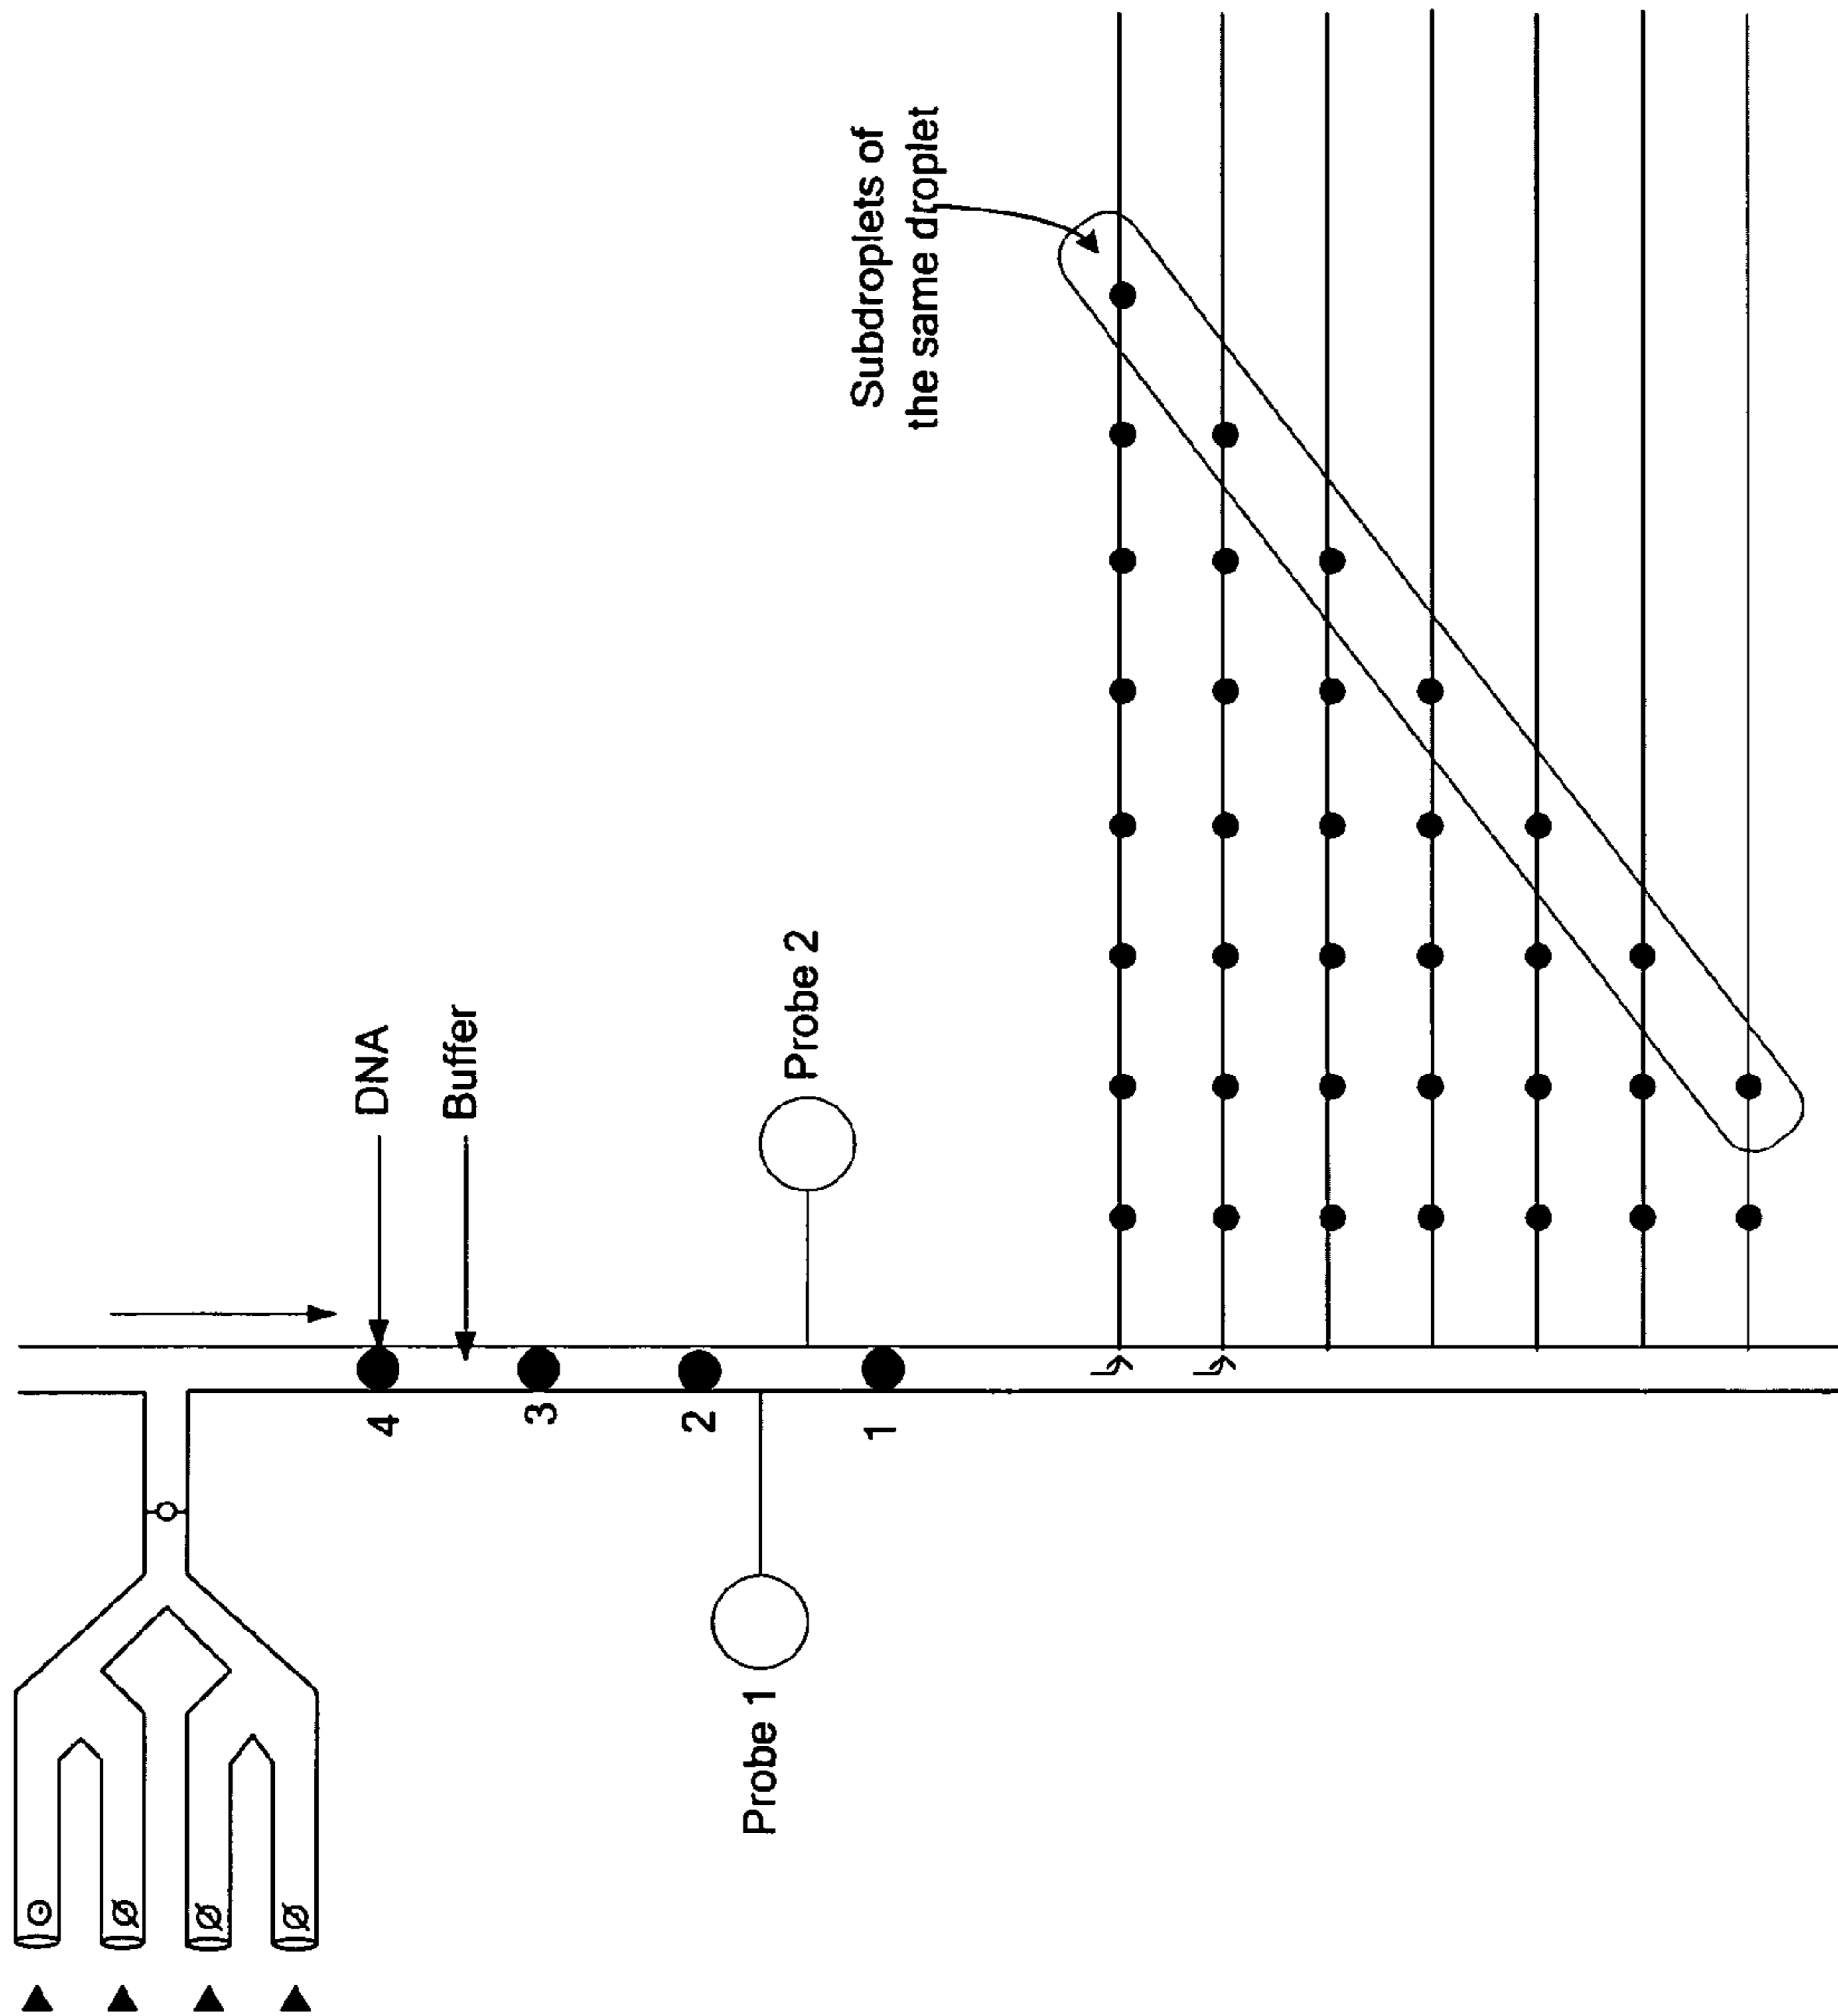 ⊙
Ø
Ø
Ø
4
DNA
Buffer
3
2
Probe 1
Probe 2
1
Subdroplets of
the same droplet